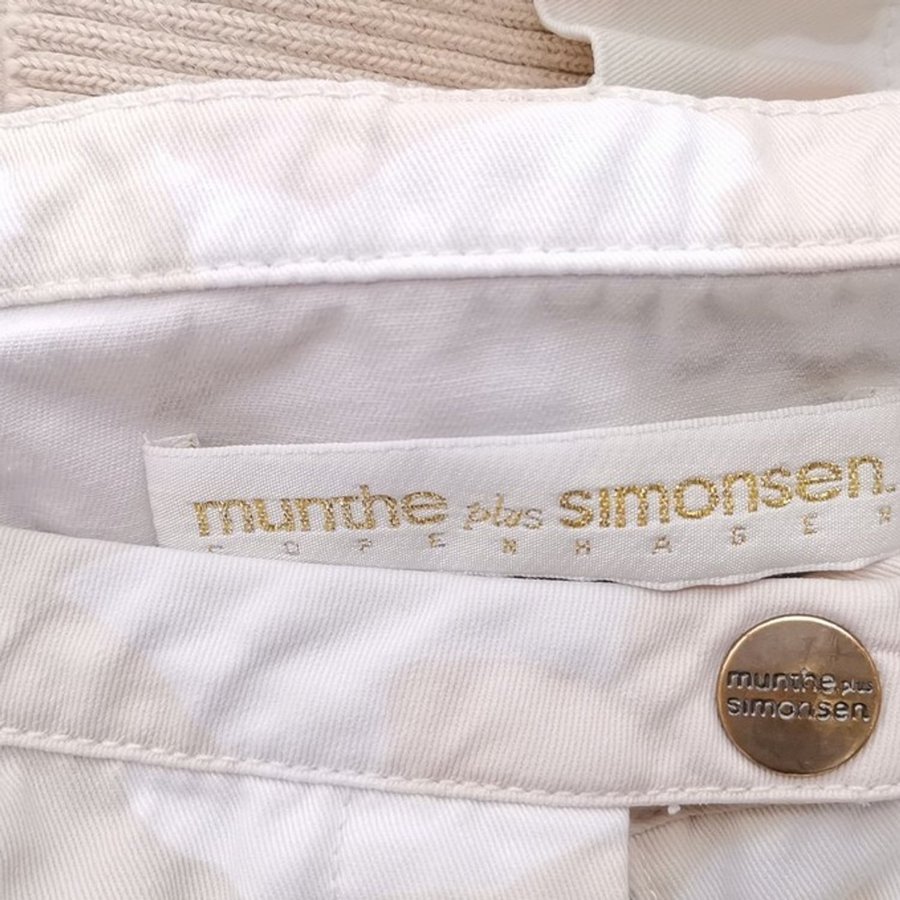 munthe plus simonsen.
COPENHAGEN
munthe plus
simonsen